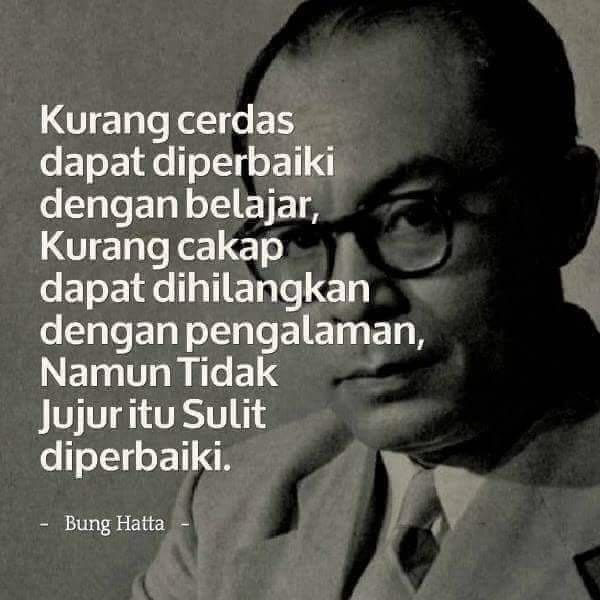 Kurang cerdas
dapat diperbaiki
dengan belajar,
Kurang cakap
dapat dihilangkan
dengan pengalaman,
Namun Tidak
Jujur itu Sulit
diperbaiki.
- Bung Hatta -